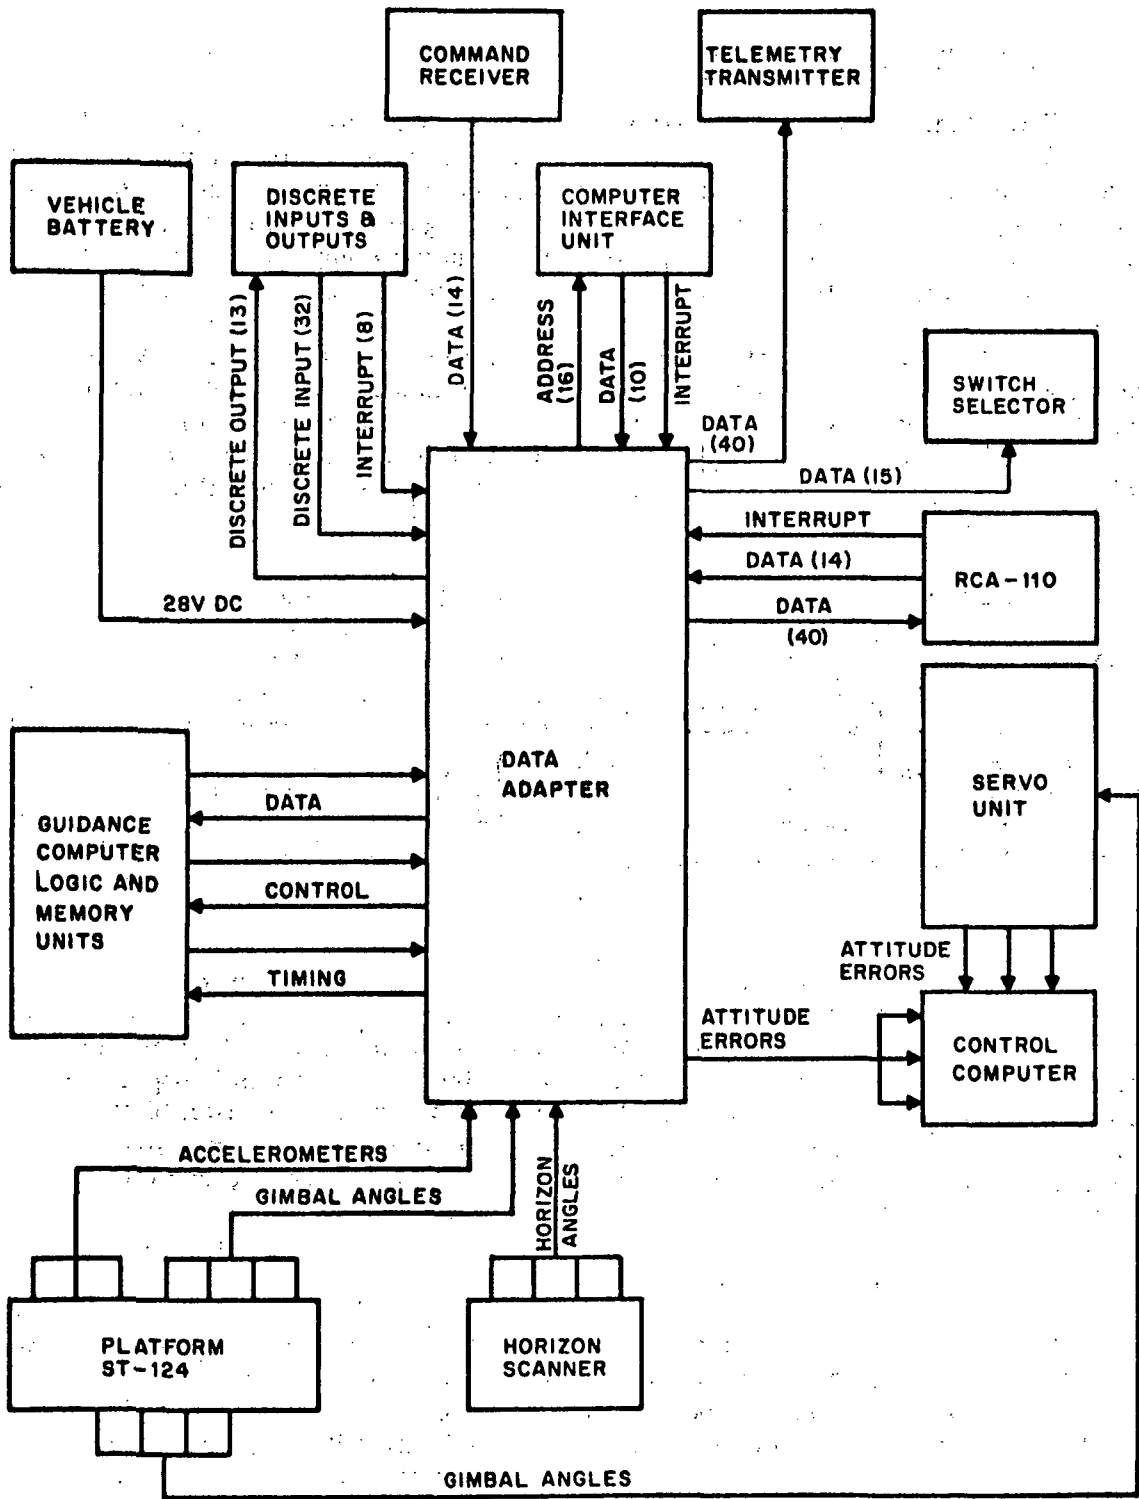 COMMAND
RECEIVER
TELEMETRY
TRANSMITTER
VEHICLE
BATTERY
DISCRETE
INPUTS &
OUTPUTS
COMPUTER
INTERFACE
UNIT
DISCRETE OUTPUT (13)
DISCRETE INPUT (32)
INTERRUPT (8)
DATA (14)
ADDRESS
(16)
DATA
(10)
INTERRUPT
SWITCH
SELECTOR
DATA
(40)
DATA (15)
INTERRUPT
DATA (14)
DATA
(40)
RCA-110
28V DC
DATA
ADAPTER
SERVO
UNIT
GUIDANCE
COMPUTER
LOGIC AND
MEMORY
UNITS
DATA
CONTROL
TIMING
ATTITUDE
ERRORS
ATTITUDE
ERRORS
CONTROL
COMPUTER
ACCELEROMETERS
GIMBAL ANGLES
HORIZON
ANGLES
PLATFORM
ST-124
HORIZON
SCANNER
GIMBAL ANGLES